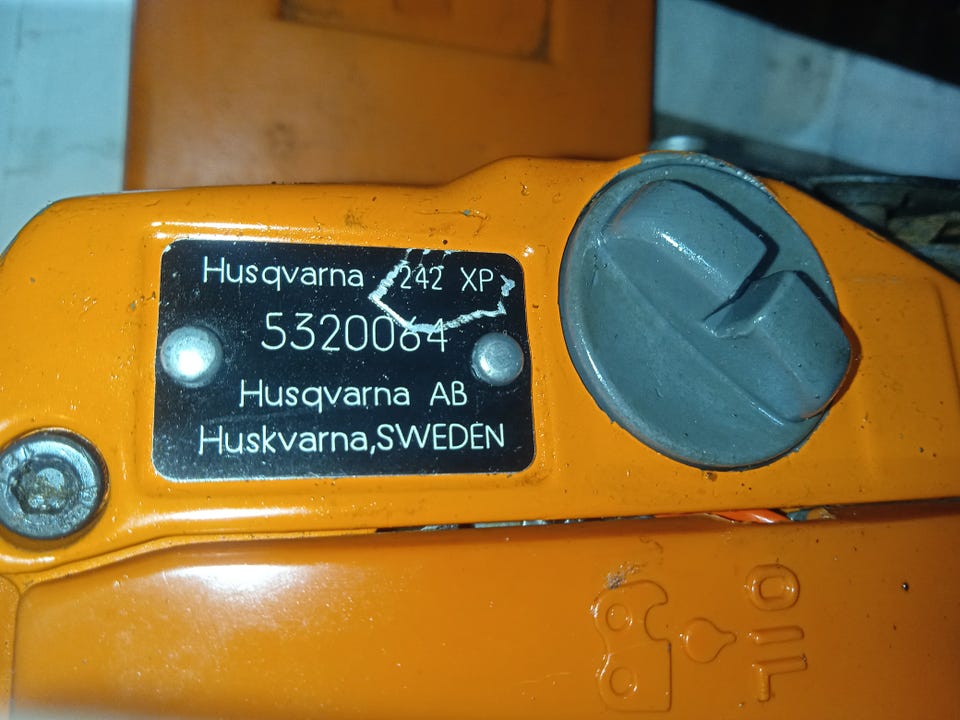 Husqvarna 242 XP
5320064
Husqvarna AB
Huskvarna,SWEDEN
OIL